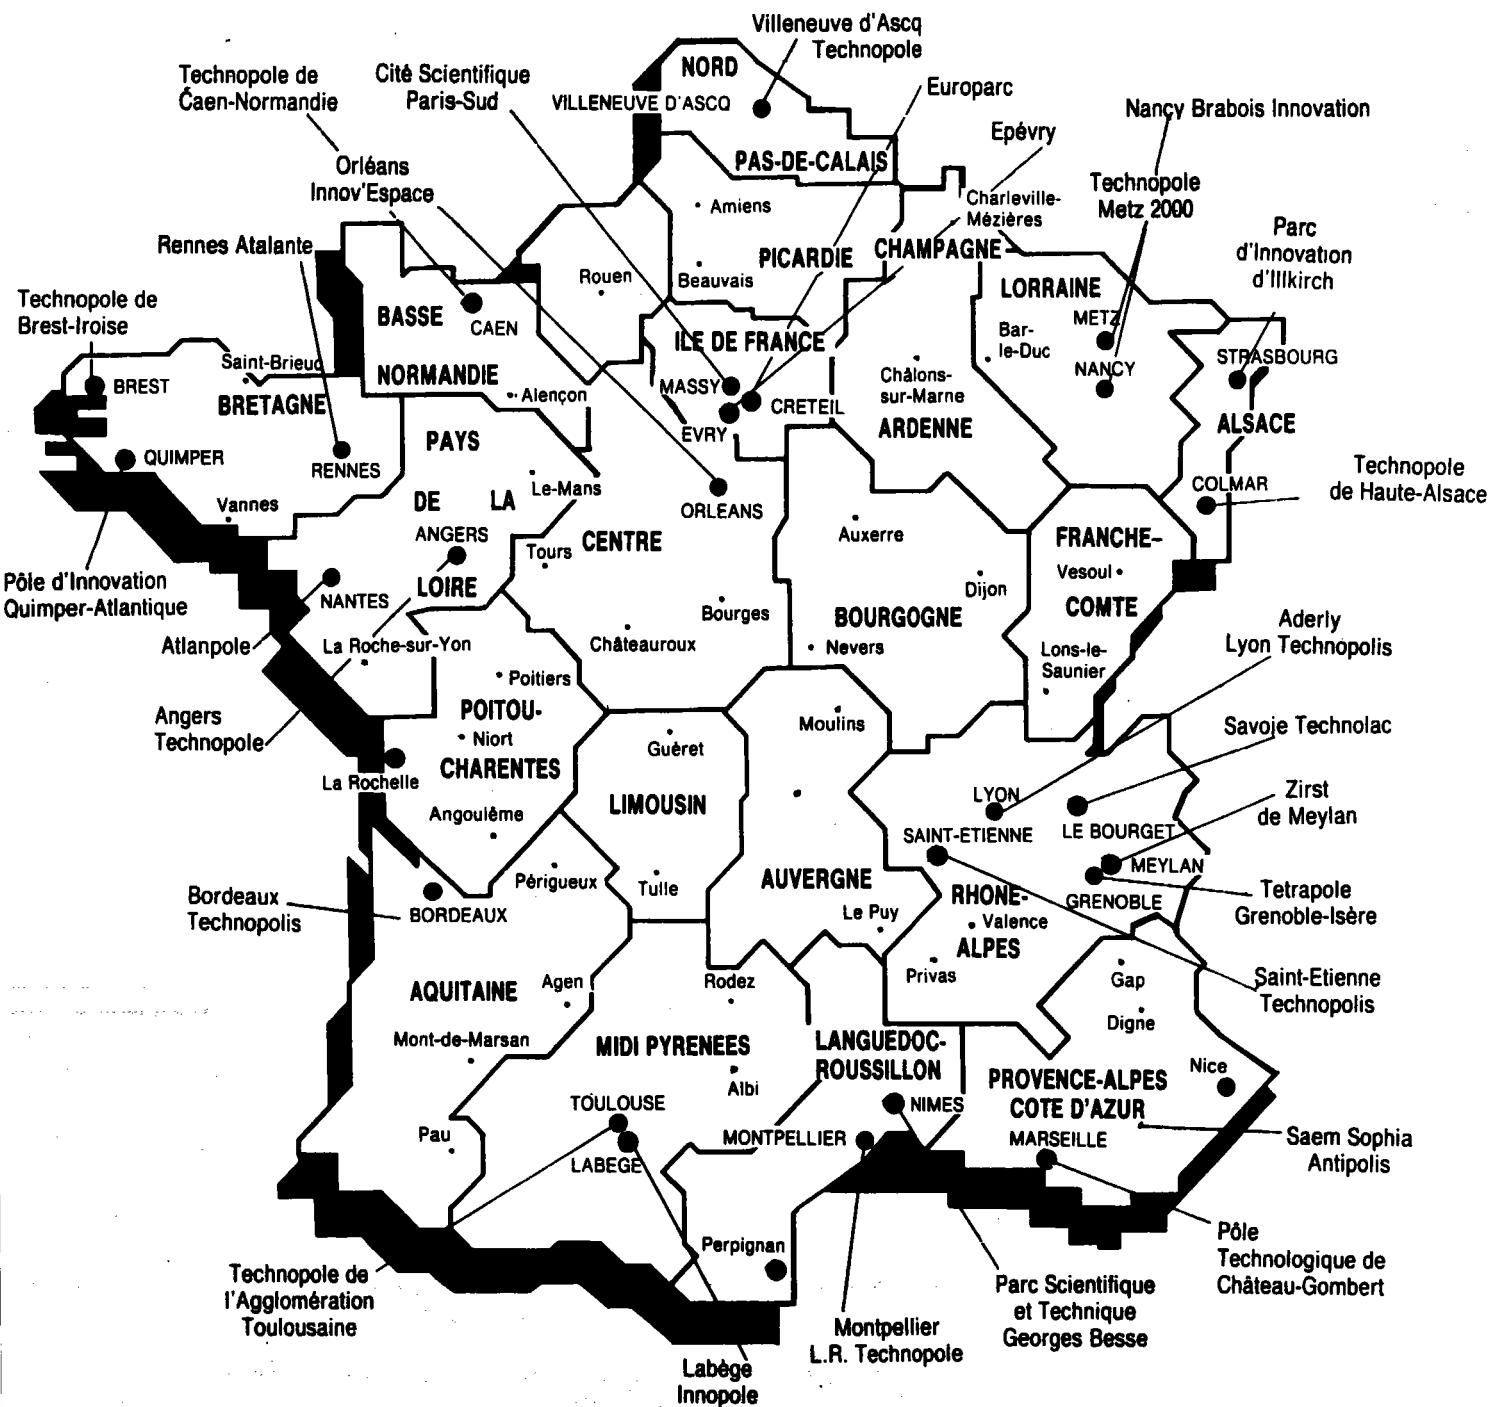 Villeneuve d'Ascq
Technopole
NORD
Technopole de
Caen-Normandie
Cité Scientifique
Paris-Sud
VILLENEUVE D'ASCQ
Europarc
Nancy Brabois Innovation
Epévry
Orléans
Innov'Espace
PAS-DE-CALAIS
Technopole
Metz 2000
Charleville-
Mézières
Amiens
Parc
d'Innovation
d'Illkirch
Rennes Atalante
PICARDIE
CHAMPAGNE
Rouen
Beauvais
LORRAINE
Technopole de
Brest-Iroise
BASSE
CAEN
METZ
Bar-
le-Duc
ILE DE FRANCE
Saint-Brieuc
STRASBOURG
NORMANDIE
BREST
MASSY
Châlons-
sur-Marne
NANCY
BRETAGNE
Alençon
CRETEIL
EVRY
ARDENNE
ALSACE
PAYS
QUIMPER
RENNES
Technopole
de Haute-Alsace
Le-Mans
COLMAR
Vannes
DE LA
ORLEANS
ANGERS
Tours
CENTRE
Auxerre
FRANCHE-
Vesoul
Pôle d'Innovation
Quimper-Atlantique
LOIRE
NANTES
Dijon
COMTE
Bourges
BOURGOGNE
Aderly
Lyon Technopolis
Atlanpole
La Roche-sur-Yon
Châteauroux
Nevers
Lons-le-
Saunier
Poitiers
Angers
Technopole
POITOU-
Niort
Moulins
Savoie Technolac
Guéret
CHARENTES
La Rochelle
LIMOUSIN
LYON
Zirst
de Meylan
Angoulême
SAINT-ETIENNE
LE BOURGET
MEYLAN
Périgueux
Tulle
AUVERGNE
RHONE-
GRENOBLE
Tetrapole
Grenoble-Isère
Bordeaux
Technopolis
BORDEAUX
Le Puy
Valence
ALPES
Privas
AQUITAINE
Agen
Rodez
Gap
Saint-Etienne
Technopolis
Digne
Mont-de-Marsan
MIDI PYRENEES
LANGUEDOC-
ROUSSILLON
Albi
PROVENCE-ALPES
COTE D'AZUR
Nice
TOULOUSE
NIMES
Pau
MONTPELLIER
MARSEILLE
Saem Sophia
Antipolis
LABEGE
Perpignan
Pôle
Technologique de
Château-Gombert
Technopole de
l'Agglomération
Toulousaine
Parc Scientifique
et Technique
Georges Besse
Montpellier
L.R. Technopole
Labège
Innopole